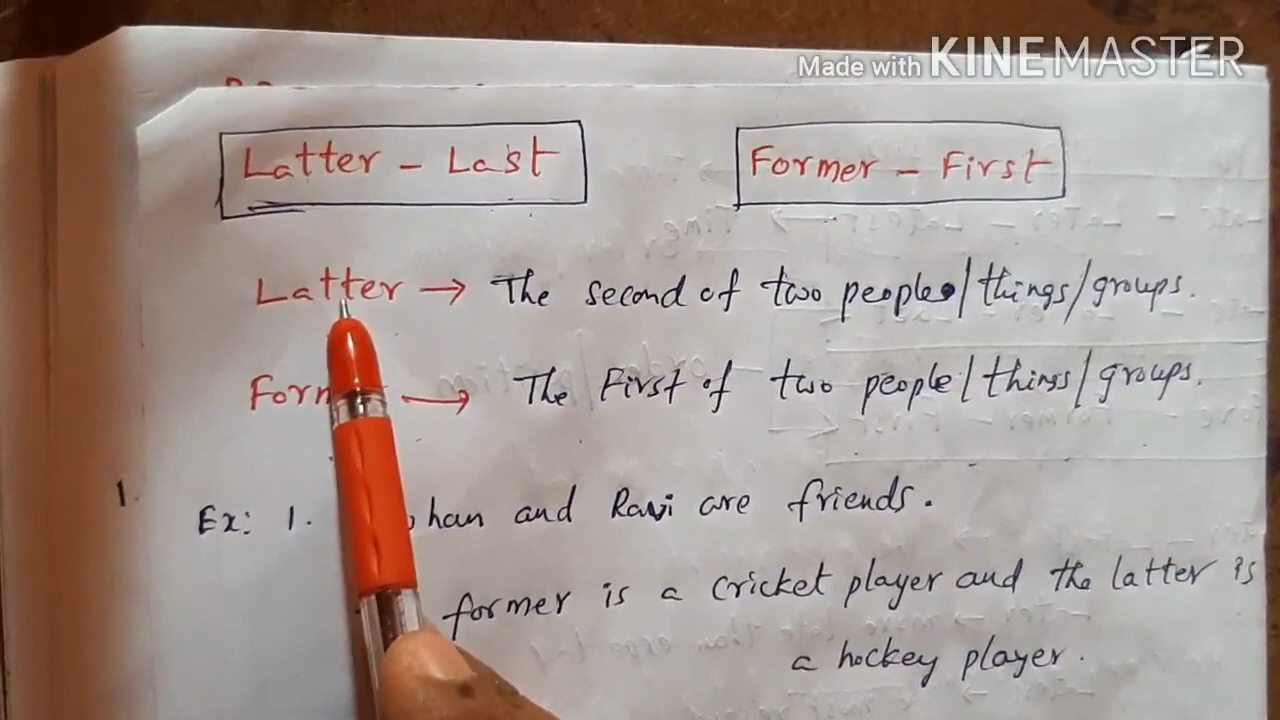 Made with KINEMASTER
Latter - Last
Former - First
Latter → The second of two people/things/groups.
→ The First of two people/things/groups.
1.
Ex: 1. and Ravi are friends.
former is a cricket player and the latter is
a hockey player.